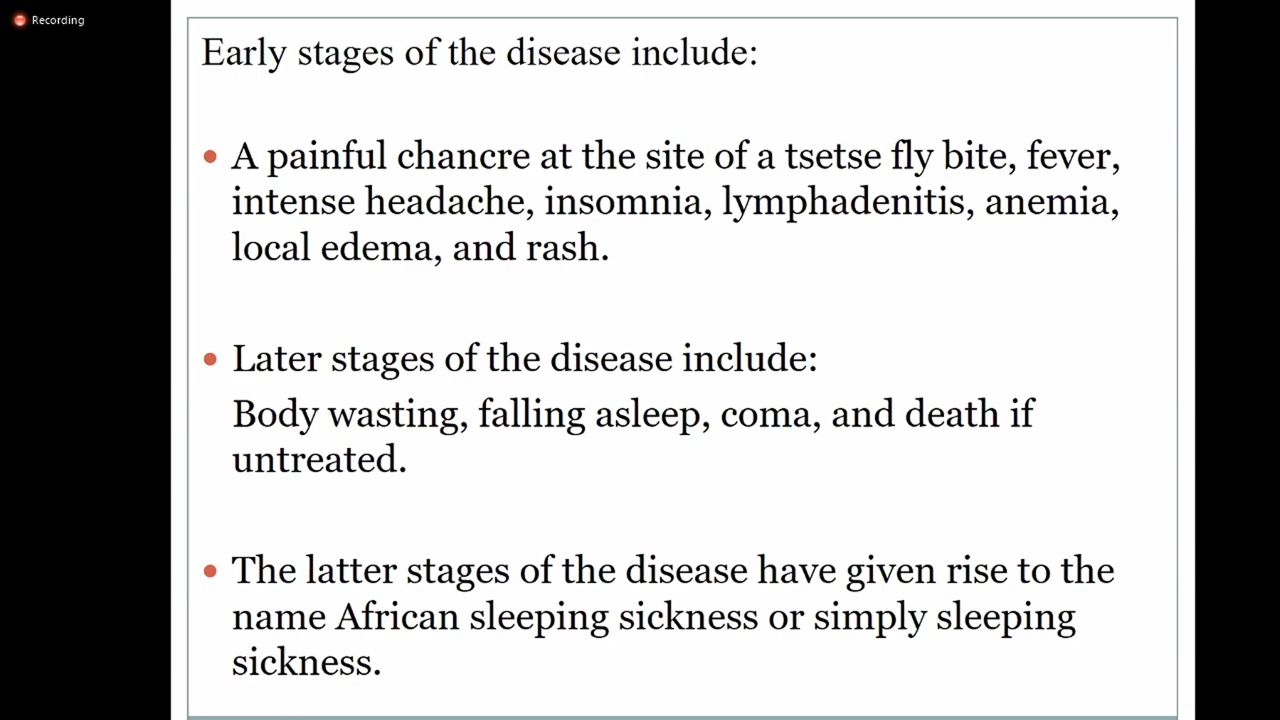 Recording
Early stages of the disease include:
• A painful chancre at the site of a tsetse fly bite, fever,
intense headache, insomnia, lymphadenitis, anemia,
local edema, and rash.
• Later stages of the disease include:
Body wasting, falling asleep, coma, and death if
untreated.
• The latter stages of the disease have given rise to the
name African sleeping sickness or simply sleeping
sickness.